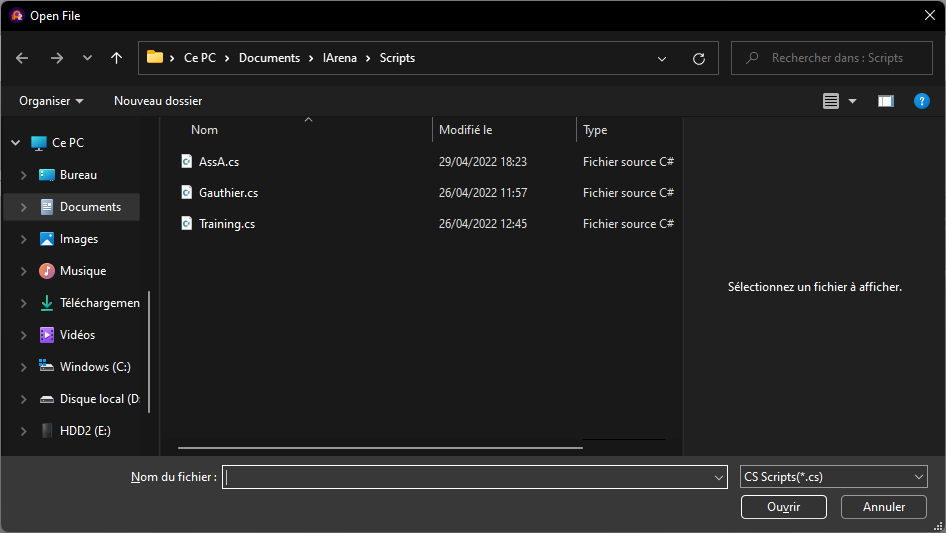 Open File
Ce PC > Documents > IArena > Scripts
Rechercher dans : Scripts
Organiser
Nouveau dossier
Nom
Modifié le
Type
Ce PC
Bureau
Documents
Images
Musique
Téléchargemen
Vidéos
Windows (C:)
Disque local (D:
HDD2 (E:)
AssA.cs 29/04/2022 18:23 Fichier source C#
Gauthier.cs 26/04/2022 11:57 Fichier source C#
Training.cs 26/04/2022 12:45 Fichier source C#
Sélectionnez un fichier à afficher.
Nom du fichier :
CS Scripts(*.cs)
Ouvrir
Annuler